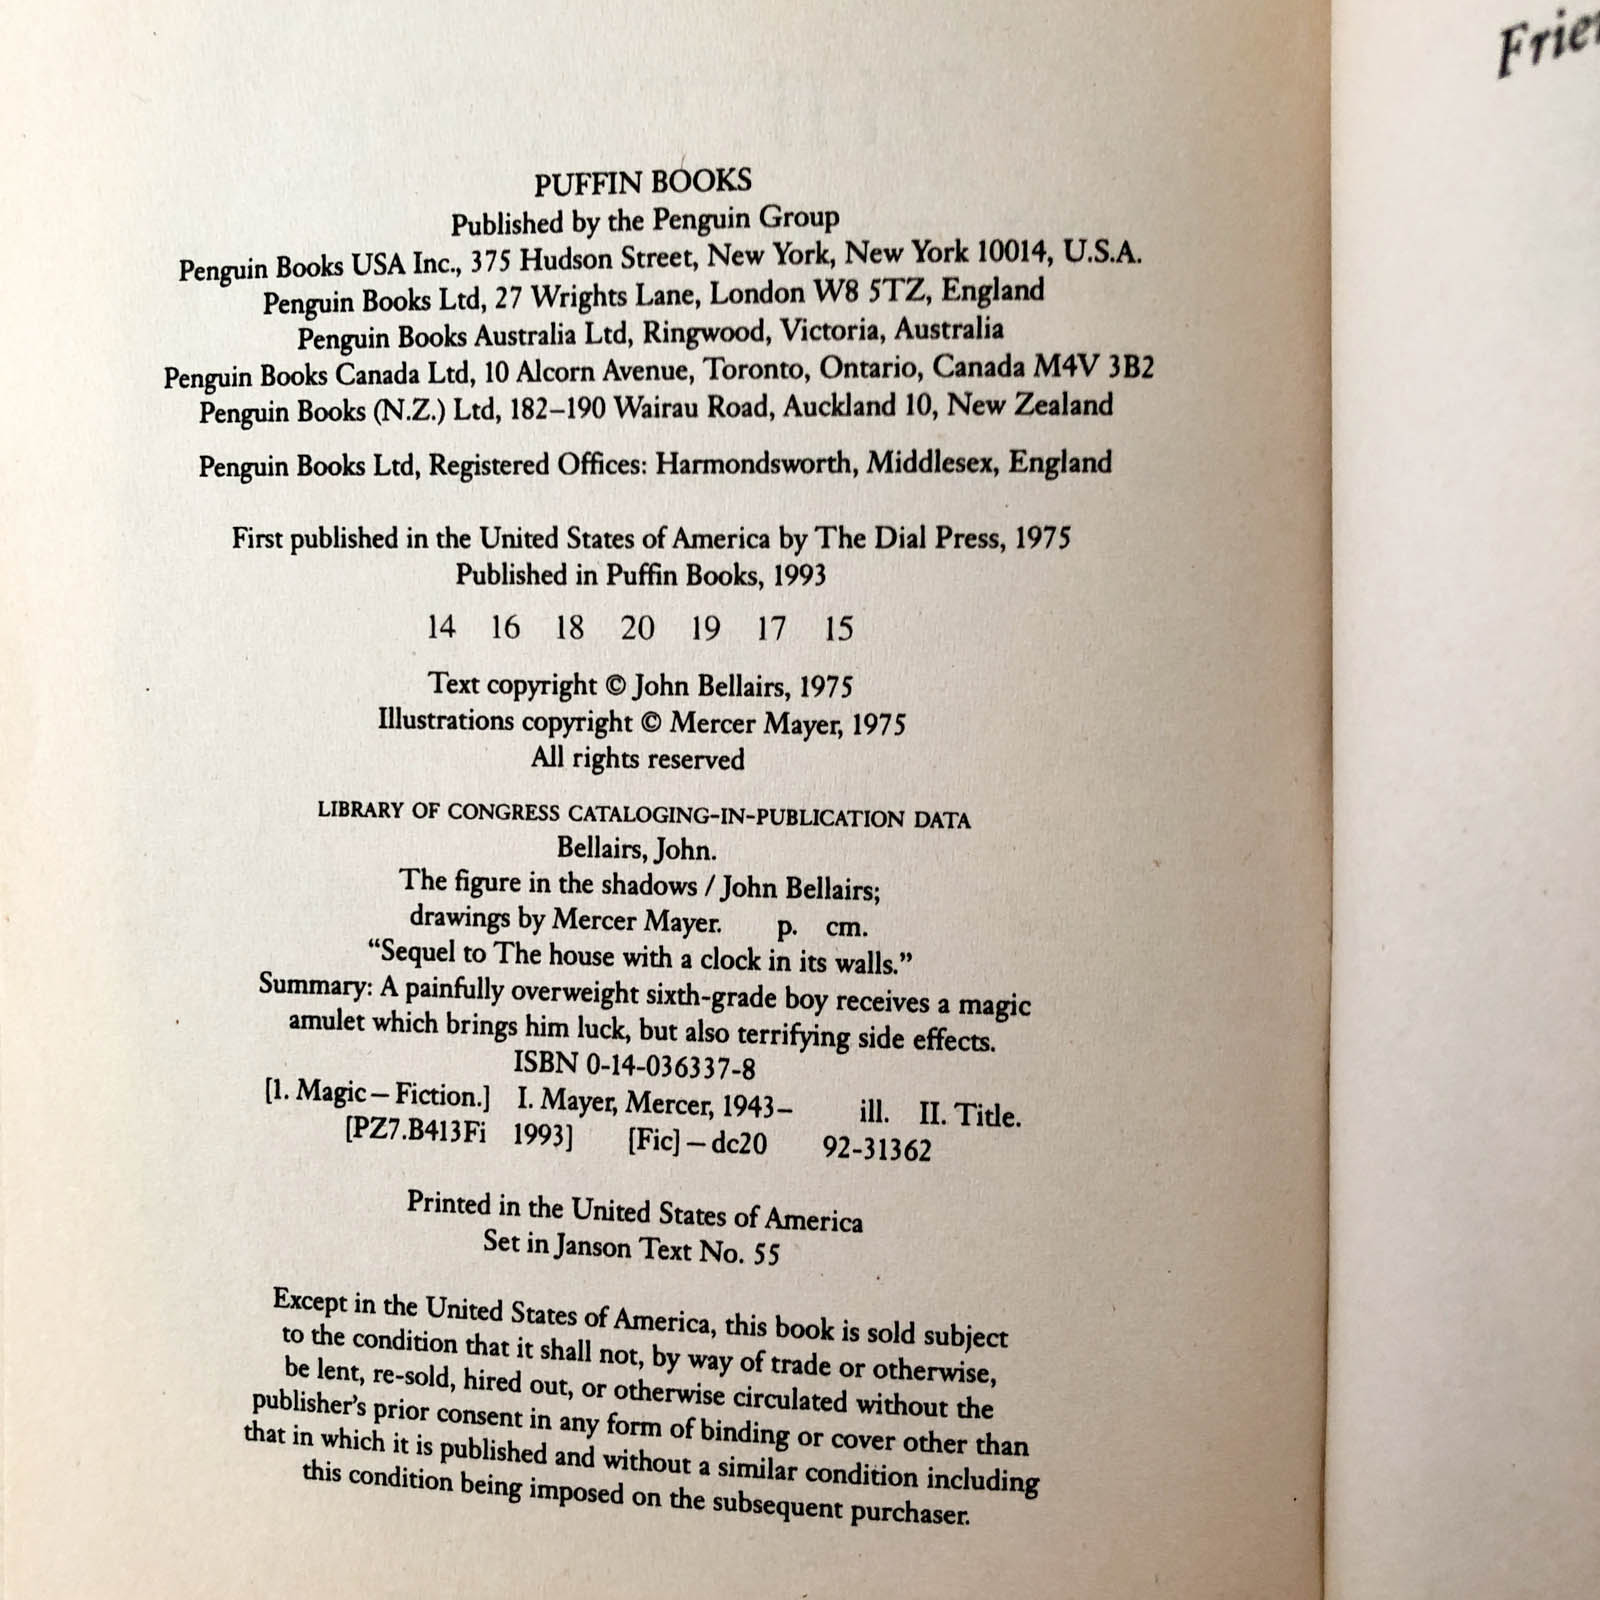 PUFFIN BOOKS
Published by the Penguin Group
Penguin Books USA Inc., 375 Hudson Street, New York, New York 10014, U.S.A.
Penguin Books Ltd, 27 Wrights Lane, London W8 5TZ, England
Penguin Books Australia Ltd, Ringwood, Victoria, Australia
Penguin Books Canada Ltd, 10 Alcorn Avenue, Toronto, Ontario, Canada M4V 3B2
Penguin Books (N.Z.) Ltd, 182–190 Wairau Road, Auckland 10, New Zealand
Penguin Books Ltd, Registered Offices: Harmondsworth, Middlesex, England
First published in the United States of America by The Dial Press, 1975
Published in Puffin Books, 1993
14 16 18 20 19 17 15
Text copyright © John Bellairs, 1975
Illustrations copyright © Mercer Mayer, 1975
All rights reserved
LIBRARY OF CONGRESS CATALOGING-IN-PUBLICATION DATA
Bellairs, John.
The figure in the shadows / John Bellairs;
drawings by Mercer Mayer. p. cm.
“Sequel to The house with a clock in its walls.”
Summary: A painfully overweight sixth-grade boy receives a magic
amulet which brings him luck, but also terrifying side effects.
ISBN 0-14-036337-8
[1. Magic—Fiction.] I. Mayer, Mercer, 1943– ill. II. Title.
[PZ7.B413Fi 1993] [Fic]—dc20 92-31362
Printed in the United States of America
Set in Janson Text No. 55
Except in the United States of America, this book is sold subject
to the condition that it shall not, by way of trade or otherwise,
be lent, re-sold, hired out, or otherwise circulated without the
publisher’s prior consent in any form of binding or cover other than
that in which it is published and without a similar condition including
this condition being imposed on the subsequent purchaser.